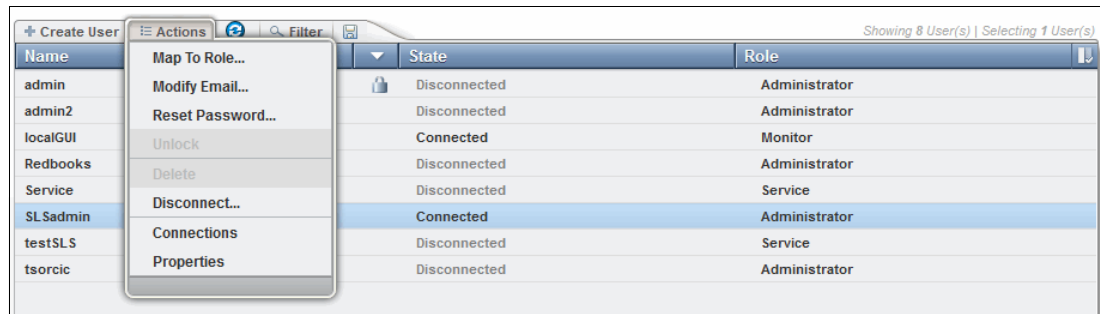 Create User Actions Filter Showing 8 User(s) | Selecting 1 User(s)
Name State Role
admin Disconnected Administrator
admin2 Disconnected Administrator
localGUI Connected Monitor
Redbooks Disconnected Administrator
Service Disconnected Service
SLSadmin Connected Administrator
testSLS Disconnected Service
tsorcic Disconnected Administrator
Map To Role...
Modify Email...
Reset Password...
Unlock
Delete
Disconnect...
Connections
Properties